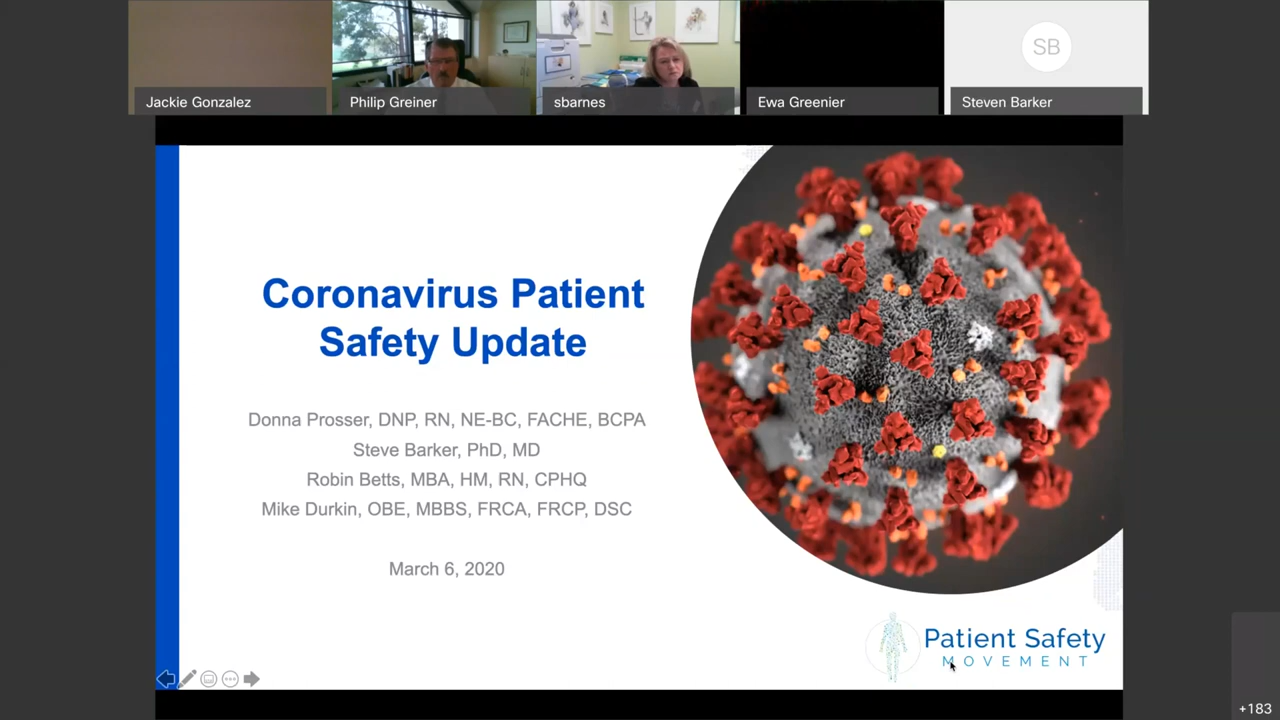 Jackie Gonzalez
Philip Greiner
sbarnes
Ewa Greenier
SB
Steven Barker
Coronavirus Patient
Safety Update
Donna Prosser, DNP, RN, NE-BC, FACHE, BCPA
Steve Barker, PhD, MD
Robin Betts, MBA, HM, RN, CPHQ
Mike Durkin, OBE, MBBS, FRCA, FRCP, DSC
March 6, 2020
Patient Safety
MOVEMENT
+183